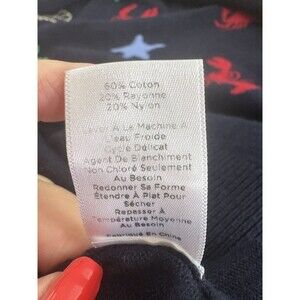 60% Coton
20% Rayonne
20% Nylon
Laver À La Machine À
L'eau Froide
Cycle Délicat
Agent De Blanchiment
Non Chloré Seulement
Au Besoin
Redonner Sa Forme
Étendre À Plat Pour
Sécher
Repasser À
Température Moyenne
Au Besoin
Fabriqué En Chine